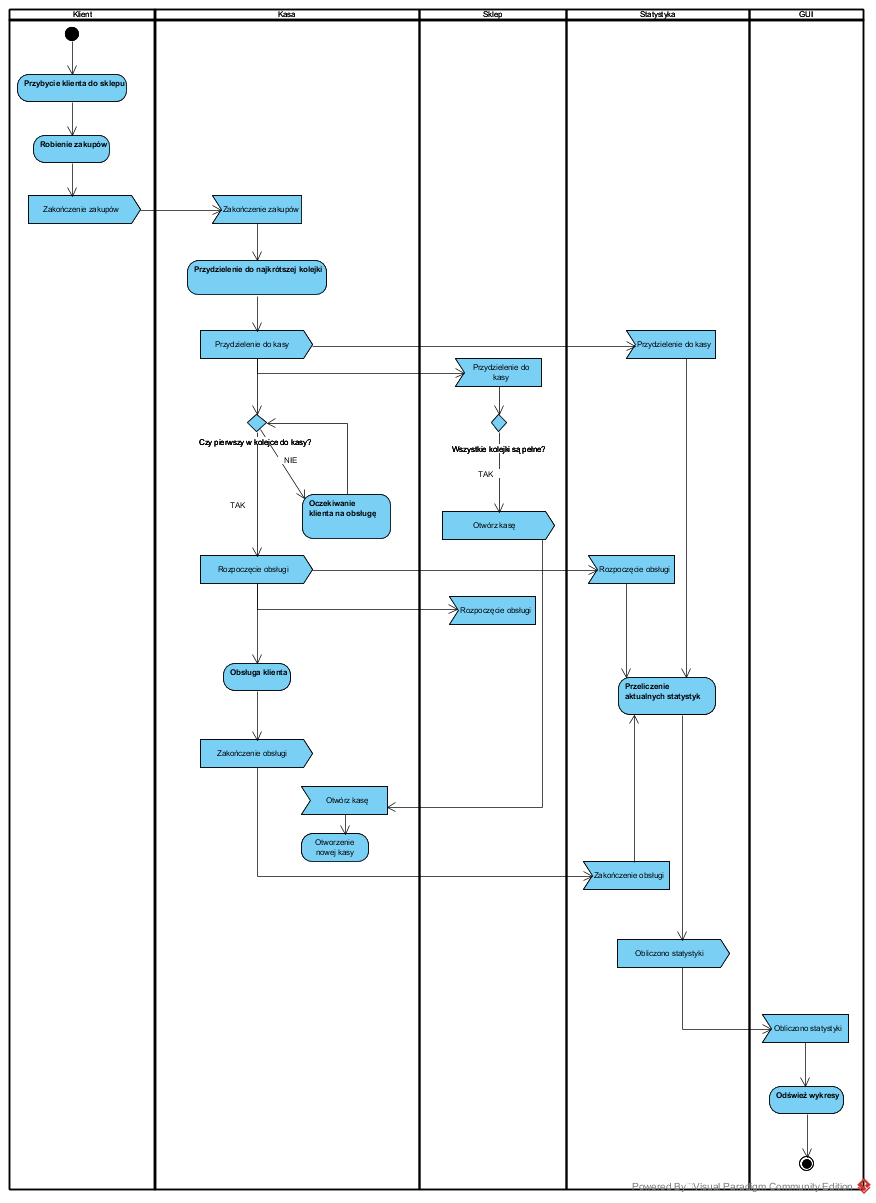 Klient
Kasa
Sklep
Statystyka
GUI
Przybycie klienta do sklepu
Robienie zakupów
Zakończenie zakupów
Zakończenie zakupów
Przydzielenie do najkrótszej kolejki
Przydzielenie do kasy
Przydzielenie do kasy
Przydzielenie do
kasy
Czy pierwszy w kolejce do kasy?
Wszystkie kolejki są pełne?
NIE
TAK
TAK
Oczekiwanie
klienta na obsługę
Otwórz kasę
Rozpoczęcie obsługi
Rozpoczęcie obsługi
Rozpoczęcie obsługi
Obsługa klienta
Przeliczenie
aktualnych statystyk
Zakończenie obsługi
Otwórz kasę
Otworzenie
nowej kasy
Zakończenie obsługi
Obliczono statystyki
Obliczono statystyki
Odśwież wykresy
Powered By Visual Paradigm Community Edition